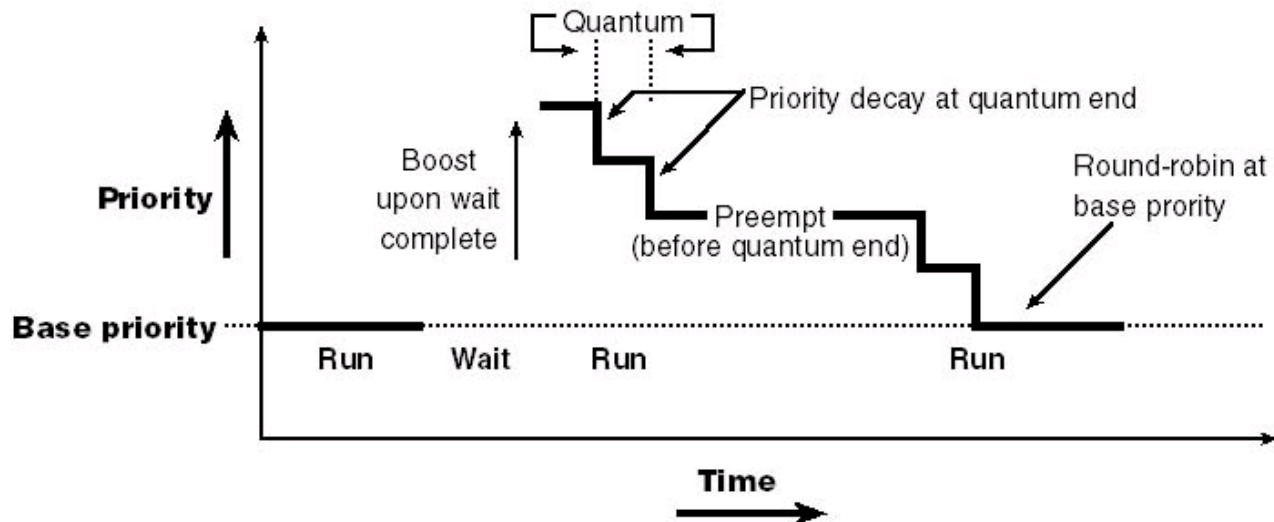 Quantum
Priority decay at quantum end
Boost
upon wait
complete
Round-robin at
base prority
Priority
Preempt
(before quantum end)
Base priority
Run
Wait
Run
Run
Time